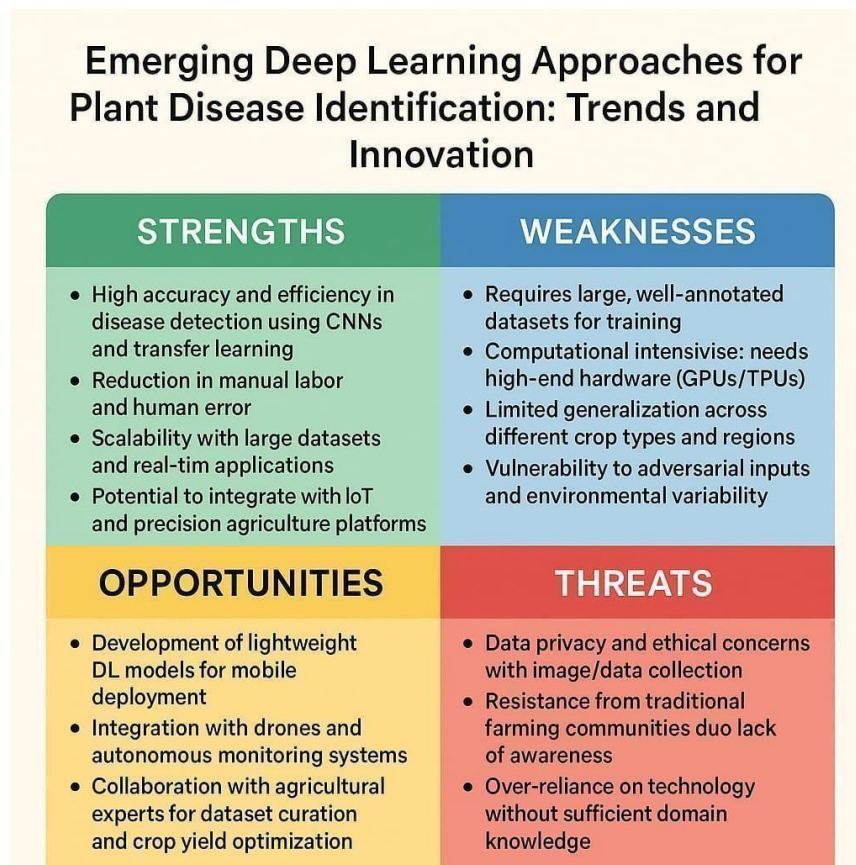 Emerging Deep Learning Approaches for
Plant Disease Identification: Trends and
Innovation
STRENGTHS
• High accuracy and efficiency in
disease detection using CNNs
and transfer learning
• Reduction in manual labor
and human error
• Scalability with large datasets
and real-tim applications
• Potential to integrate with IoT
and precision agriculture platforms
WEAKNESSES
• Requires large, well-annotated
datasets for training
• Computational intensivise: needs
high-end hardware (GPUs/TPUs)
• Limited generalization across
different crop types and regions
• Vulnerability to adversarial inputs
and environmental variability
OPPORTUNITIES
• Development of lightweight
DL models for mobile
deployment
• Integration with drones and
autonomous monitoring systems
• Collaboration with agricultural
experts for dataset curation
and crop yield optimization
THREATS
• Data privacy and ethical concerns
with image/data collection
• Resistance from traditional
farming communities duo lack
of awareness
• Over-reliance on technology
without sufficient domain
knowledge